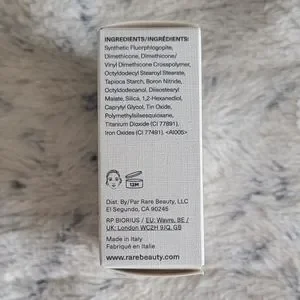 INGREDIENTS/INGRÉDIENTS:
Synthetic Fluorphlogopite,
Dimethicone, Dimethicone/
Vinyl Dimethicone Crosspolymer,
Octyldodecyl Stearoyl Stearate,
Tapioca Starch, Boron Nitride,
Octyldodecanol, Diisostearyl
Malate, Silica, 1,2-Hexanediol,
Caprylyl Glycol, Tin Oxide,
Polymethylsilsesquioxane,
Titanium Dioxide (CI 77891),
Iron Oxides (CI 77491). <AI005>
12M
Dist. By/Par Rare Beauty, LLC
El Segundo, CA 90245
RP BIORIUS / EU: Wavre, BE /
UK: London WC2H 9JQ, GB
Made in Italy
Fabriqué en Italie
www.rarebeauty.com